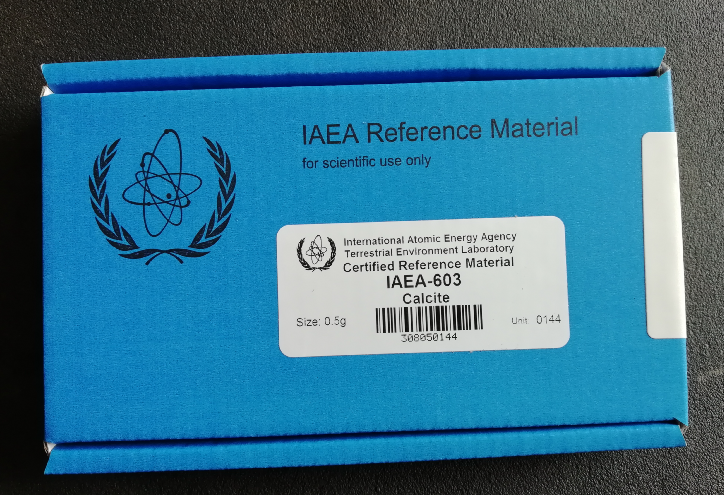 IAEA Reference Material
for scientific use only
International Atomic Energy Agency
Terrestrial Environment Laboratory
Certified Reference Material
IAEA-603
Calcite
Size: 0.5g
Unit 0144
308050144